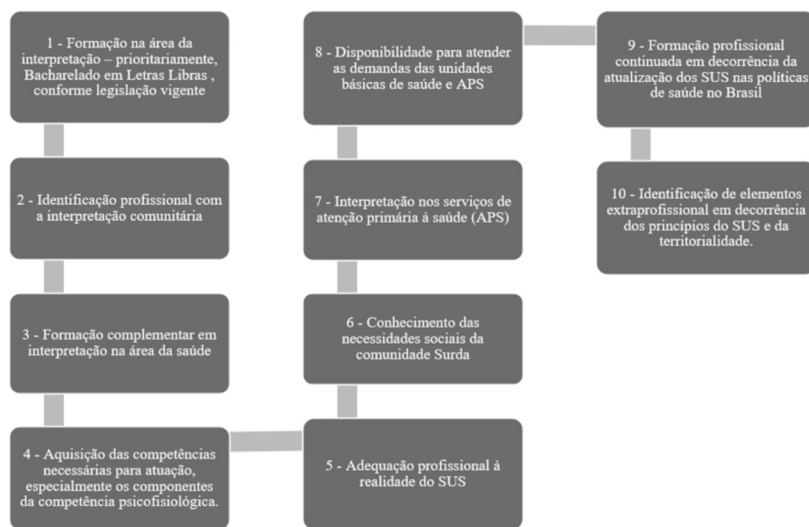 1 - Formação na área da
interpretação – prioritariamente,
Bacharelado em Letras Libras ,
conforme legislação vigente
2 - Identificação profissional com
a interpretação comunitária
3 - Formação complementar em
interpretação na área da saúde
4 - Aquisição das competências
necessárias para atuação,
especialmente os componentes
da competência psicofisiológica.
5 - Adequação profissional à
realidade do SUS
6 - Conhecimento das
necessidades sociais da
comunidade Surda
7 - Interpretação nos serviços de
atenção primária à saúde (APS)
8 - Disponibilidade para atender
as demandas das unidades
básicas de saúde e APS
9 - Formação profissional
continuada em decorrência da
atualização dos SUS nas políticas
de saúde no Brasil
10 - Identificação de elementos
extraprofissional em decorrência
dos princípios do SUS e da
territorialidade.